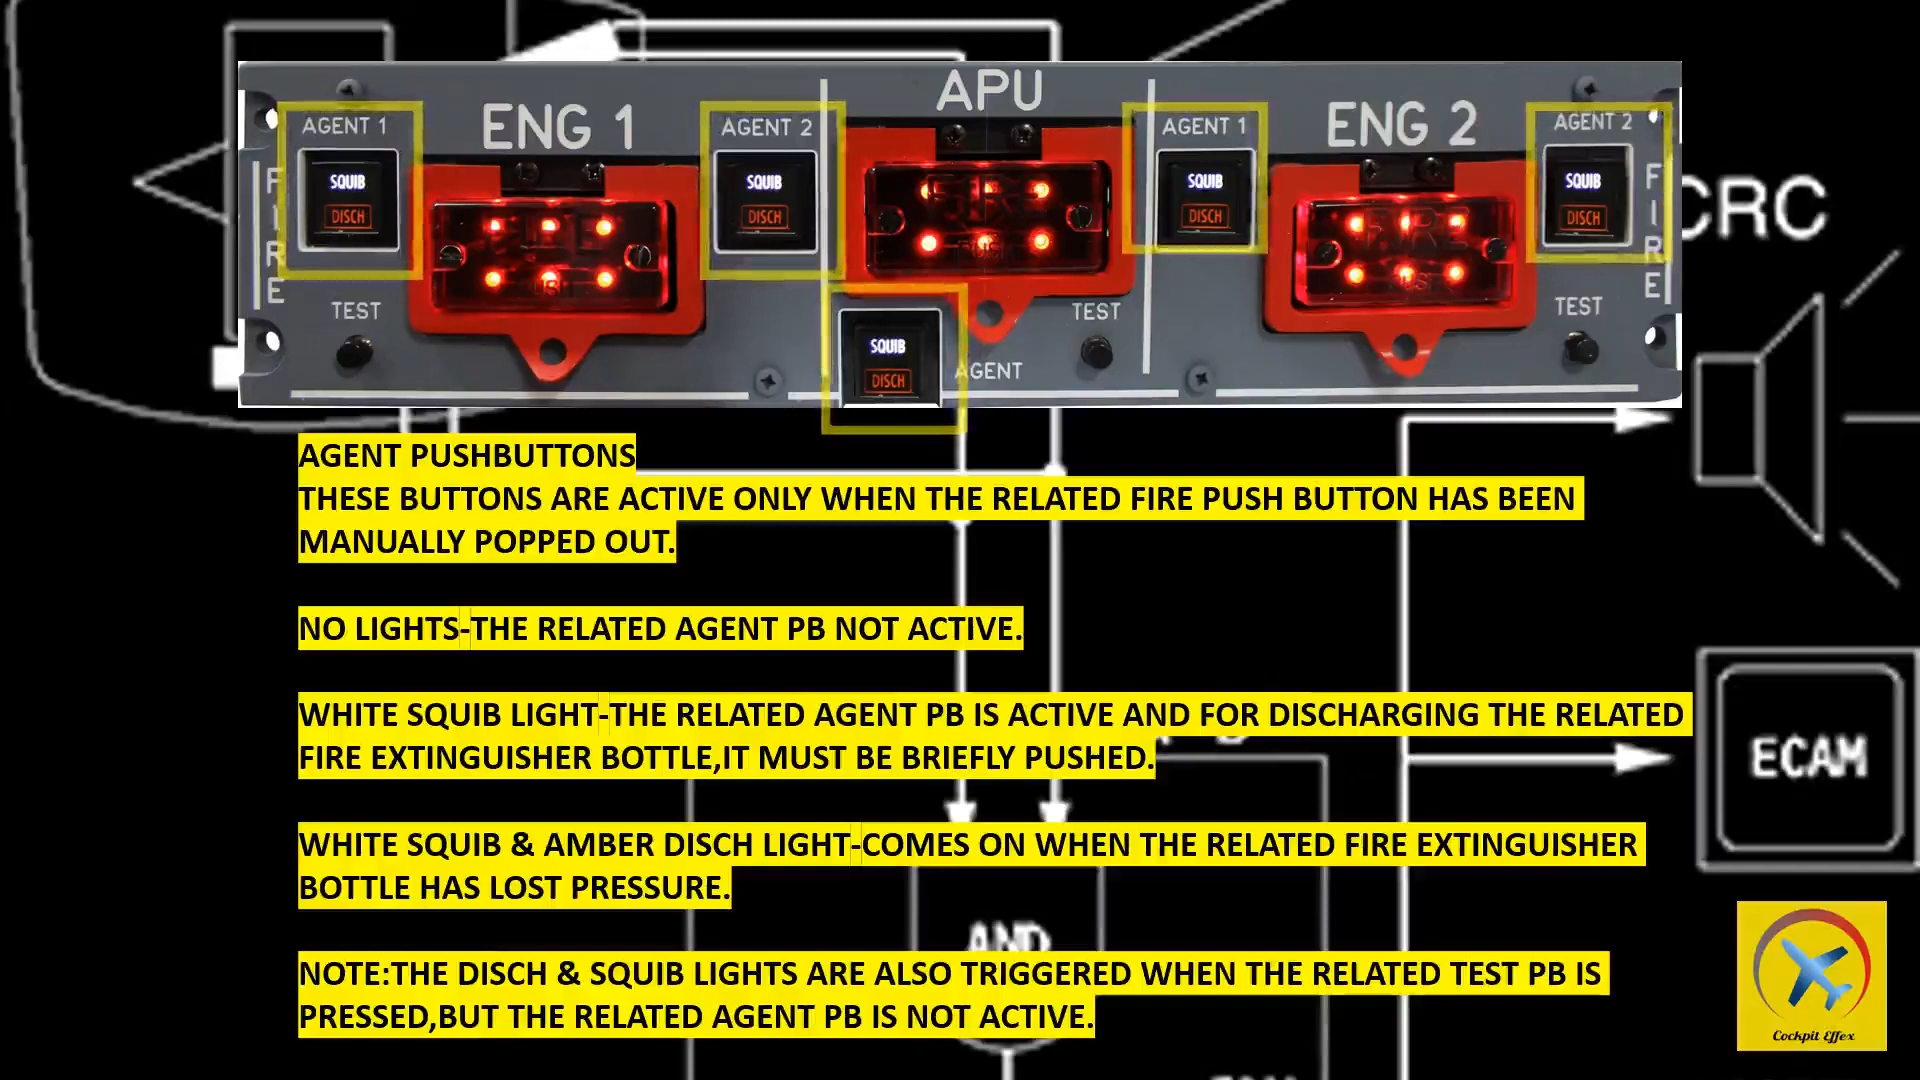 APU
ENG 1
ENG 2
AGENT 1
AGENT 2
AGENT 1
AGENT 2
SQUIB
DISCH
SQUIB
DISCH
SQUIB
DISCH
SQUIB
DISCH
FIRE
FIRE
CRC
TEST
TEST
TEST
SQUIB
DISCH
AGENT
AGENT PUSHBUTTONS
THESE BUTTONS ARE ACTIVE ONLY WHEN THE RELATED FIRE PUSH BUTTON HAS BEEN
MANUALLY POPPED OUT.
NO LIGHTS-THE RELATED AGENT PB NOT ACTIVE.
WHITE SQUIB LIGHT-THE RELATED AGENT PB IS ACTIVE AND FOR DISCHARGING THE RELATED
FIRE EXTINGUISHER BOTTLE,IT MUST BE BRIEFLY PUSHED.
ECAM
WHITE SQUIB & AMBER DISCH LIGHT-COMES ON WHEN THE RELATED FIRE EXTINGUISHER
BOTTLE HAS LOST PRESSURE.
AND
NOTE:THE DISCH & SQUIB LIGHTS ARE ALSO TRIGGERED WHEN THE RELATED TEST PB IS
PRESSED,BUT THE RELATED AGENT PB IS NOT ACTIVE.
Cockpit Effex